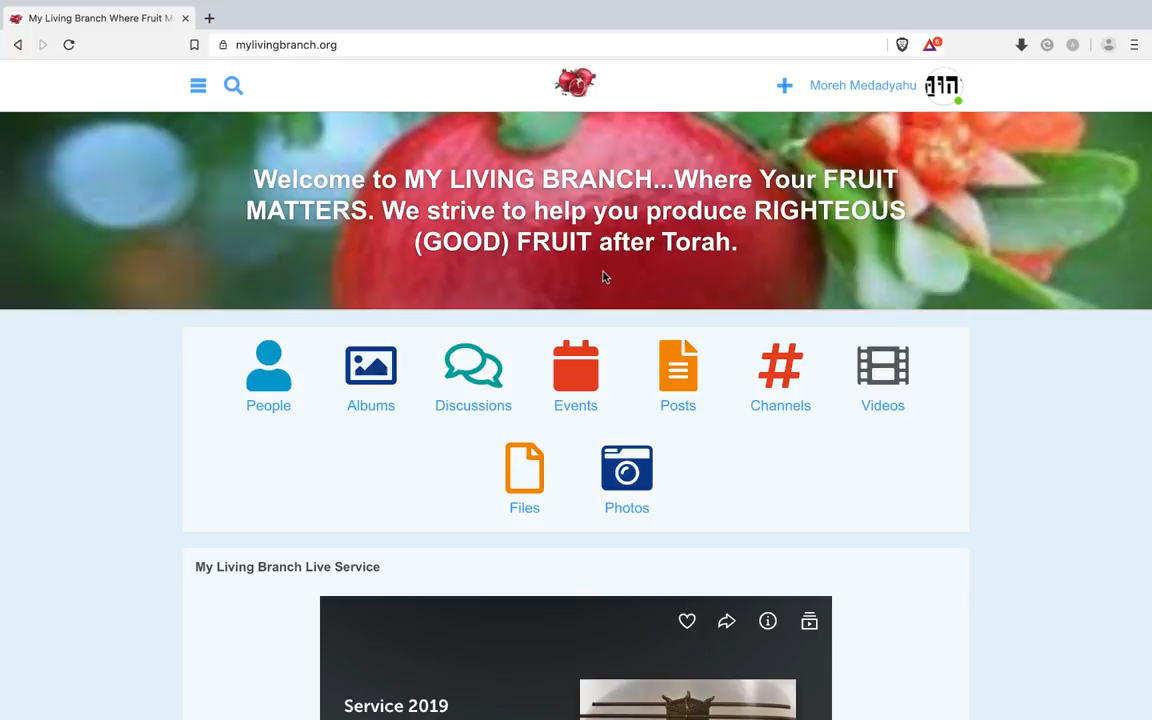 My Living Branch Where Fruit M
mylivingbranch.org
6
Moreh Medadyahu
Welcome to MY LIVING BRANCH...Where Your FRUIT
MATTERS. We strive to help you produce RIGHTEOUS
(GOOD) FRUIT after Torah.
People
Albums
Discussions
Events
Posts
Channels
Videos
Files
Photos
My Living Branch Live Service
Service 2019